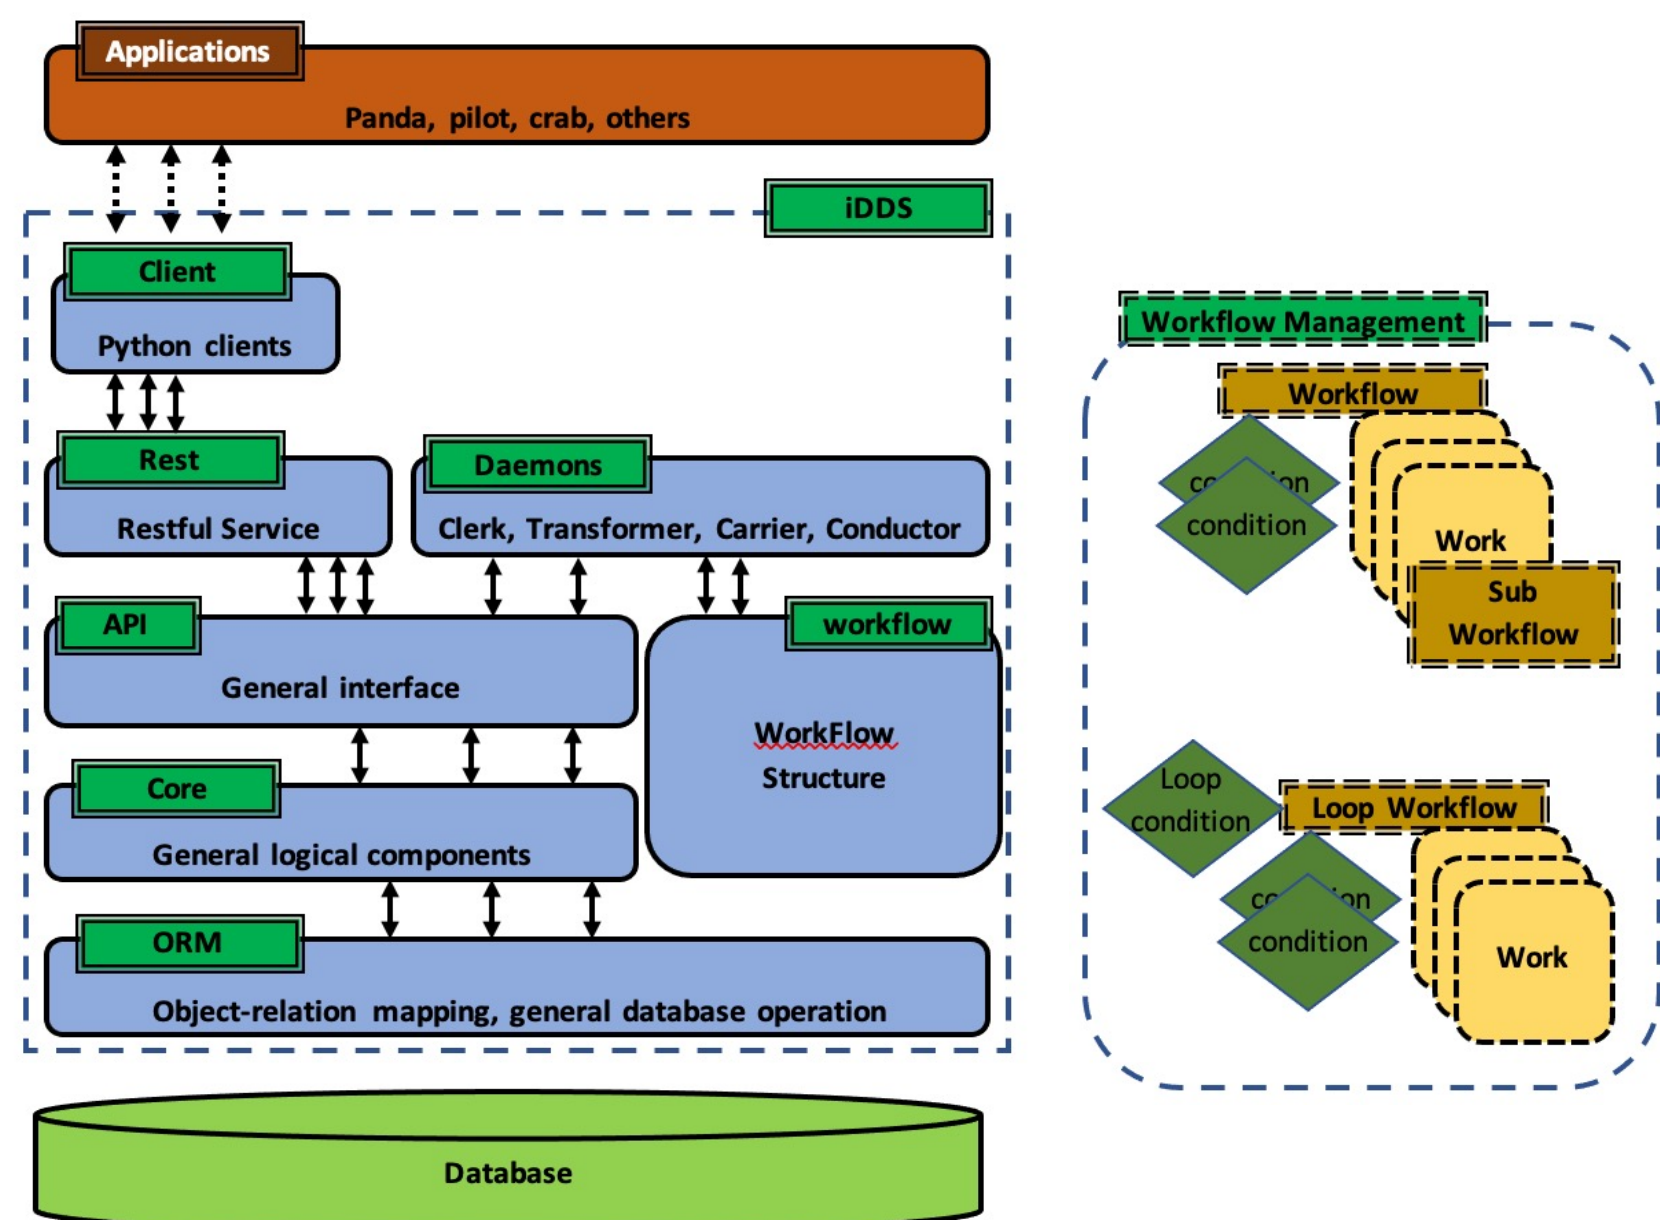 Applications
Panda, pilot, crab, others
iDDS
Client
Python clients
Rest
Restful Service
Daemons
Clerk, Transformer, Carrier, Conductor
API
General interface
workflow
WorkFlow
Structure
Core
General logical components
ORM
Object-relation mapping, general database operation
Database
Workflow Management
Workflow
condition
Work
Sub
Workflow
Loop
condition
Loop Workflow
condition
Work